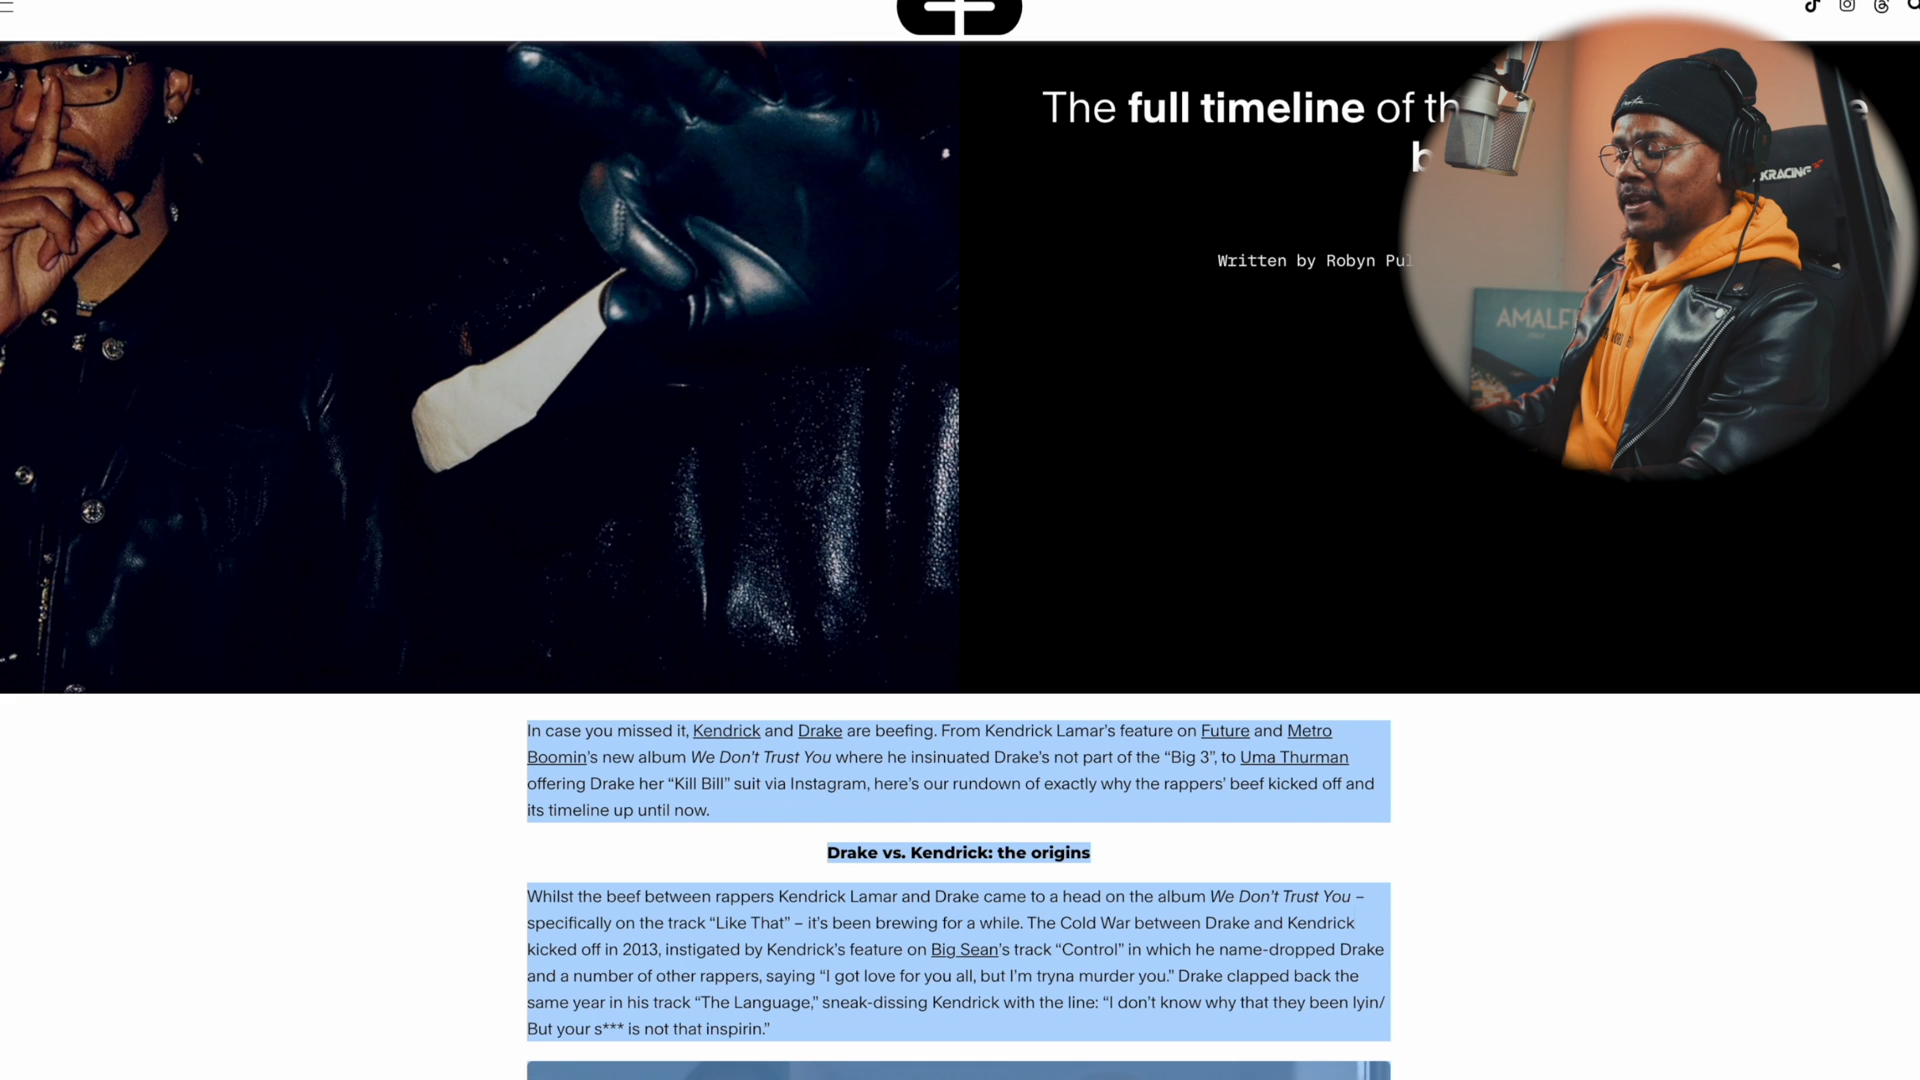 The full timeline of th
b
Written by Robyn Pul
KRACING
AMALF
In case you missed it, Kendrick and Drake are beefing. From Kendrick Lamar’s feature on Future and Metro
Boomin’s new album We Don’t Trust You where he insinuated Drake’s not part of the “Big 3”, to Uma Thurman
offering Drake her “Kill Bill” suit via Instagram, here’s our rundown of exactly why the rappers’ beef kicked off and
its timeline up until now.
Drake vs. Kendrick: the origins
Whilst the beef between rappers Kendrick Lamar and Drake came to a head on the album We Don’t Trust You –
specifically on the track “Like That” – it’s been brewing for a while. The Cold War between Drake and Kendrick
kicked off in 2013, instigated by Kendrick’s feature on Big Sean’s track “Control” in which he name-dropped Drake
and a number of other rappers, saying “I got love for you all, but I’m tryna murder you.” Drake clapped back the
same year in his track “The Language,” sneak-dissing Kendrick with the line: “I don’t know why that they been lyin/
But your s*** is not that inspirin.”